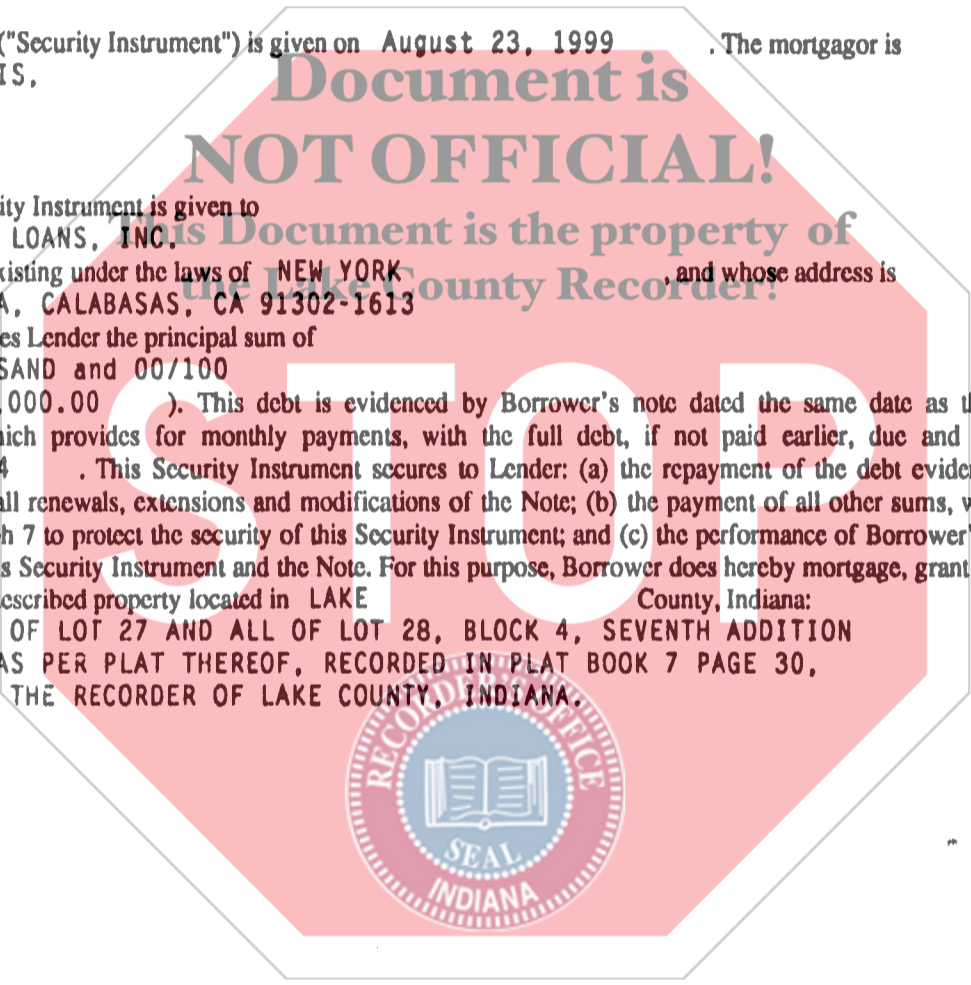 ("Security Instrument") is given on August 23, 1999 . The mortgagor is
IS,
Document is
NOT OFFICIAL!
ity Instrument is given to
LOANS, INC.
This Document is the property of
xisting under the laws of NEW YORK , and whose address is
the Lake County Recorder!
A, CALABASAS, CA 91302-1613
es Lender the principal sum of
SAND and 00/100
000.00 ). This debt is evidenced by Borrower's note dated the same date as
hich provides for monthly payments, with the full debt, if not paid earlier, due and
4 . This Security Instrument secures to Lender: (a) the repayment of the debt eviden
all renewals, extensions and modifications of the Note; (b) the payment of all other sums,
h 7 to protect the security of this Security Instrument; and (c) the performance of Borrower'
s Security Instrument and the Note. For this purpose, Borrower does hereby mortgage, grant
escribed property located in LAKE County, Indiana:
STOP
OF LOT 27 AND ALL OF LOT 28, BLOCK 4, SEVENTH ADDITION
AS PER PLAT THEREOF, RECORDED IN PLAT BOOK 7 PAGE 30,
THE RECORDER OF LAKE COUNTY, INDIANA.
RECORDER'S OFFICE
SEAL
INDIANA